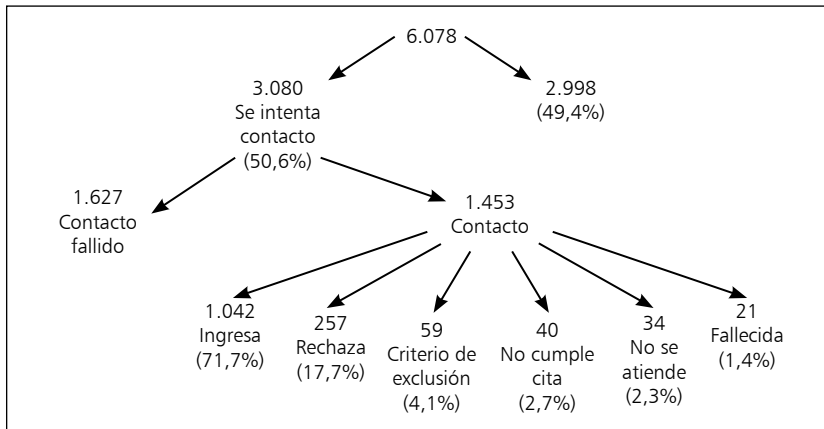 6.078
3.080
Se intenta
contacto
(50,6%)
2.998
(49,4%)
1.627
Contacto
fallido
1.453
Contacto
1.042
Ingresa
(71,7%)
257
Rechaza
(17,7%)
59
Criterio de
exclusión
(4,1%)
40
No cumple
cita
(2,7%)
34
No se
atiende
(2,3%)
21
Fallecida
(1,4%)